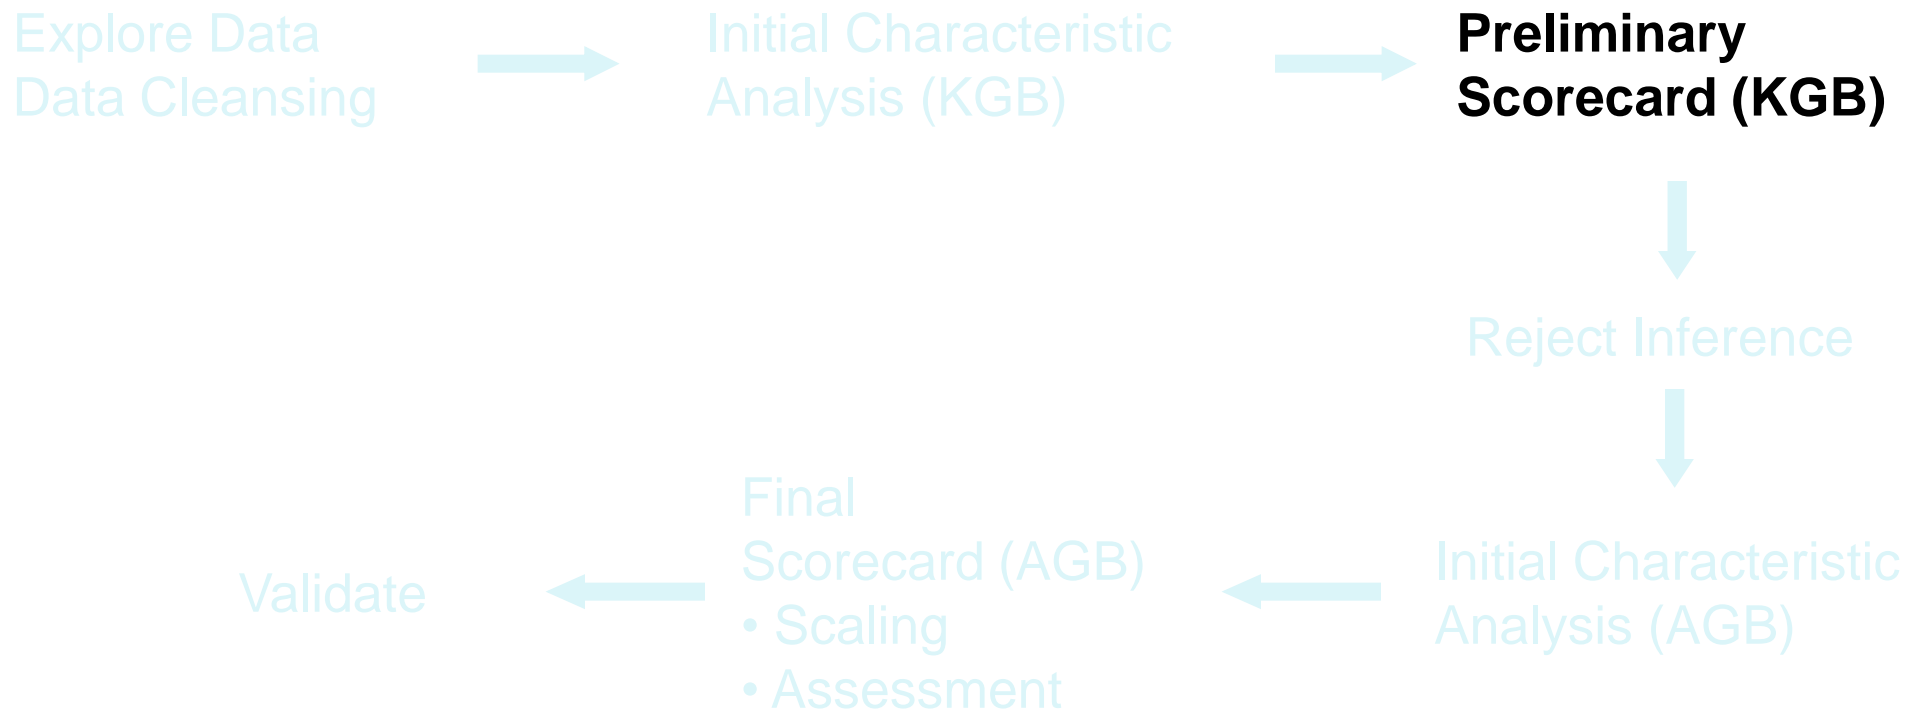 Explore Data
Data Cleansing
Initial Characteristic
Analysis (KGB)
Preliminary
Scorecard (KGB)
Reject Inference
Initial Characteristic
Analysis (AGB)
Final
Scorecard (AGB)
• Scaling
• Assessment
Validate